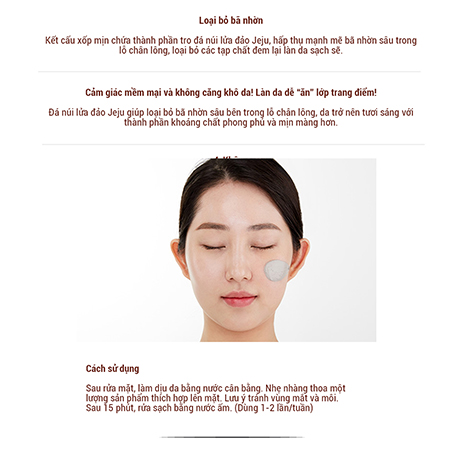 Loại bỏ bã nhờn
Kết cấu xốp mịn chứa thành phần tro đá núi lửa đảo Jeju, hấp thụ mạnh mẽ bã nhờn sâu trong
lỗ chân lông, loại bỏ các tạp chất đem lại làn da sạch sẽ.
Cảm giác mềm mại và không căng khô da! Làn da dễ “ăn” lớp trang điểm!
Đá núi lửa đảo Jeju giúp loại bỏ bã nhờn sâu bên trong lỗ chân lông, da trở nên tươi sáng với
thành phần khoáng chất phong phú và mịn màng hơn.
Cách sử dụng
Sau rửa mặt, làm dịu da bằng nước cân bằng. Nhẹ nhàng thoa một
lượng sản phẩm thích hợp lên mặt. Lưu ý tránh vùng mắt và môi.
Sau 15 phút, rửa sạch bằng nước ấm. (Dùng 1-2 lần/tuần)